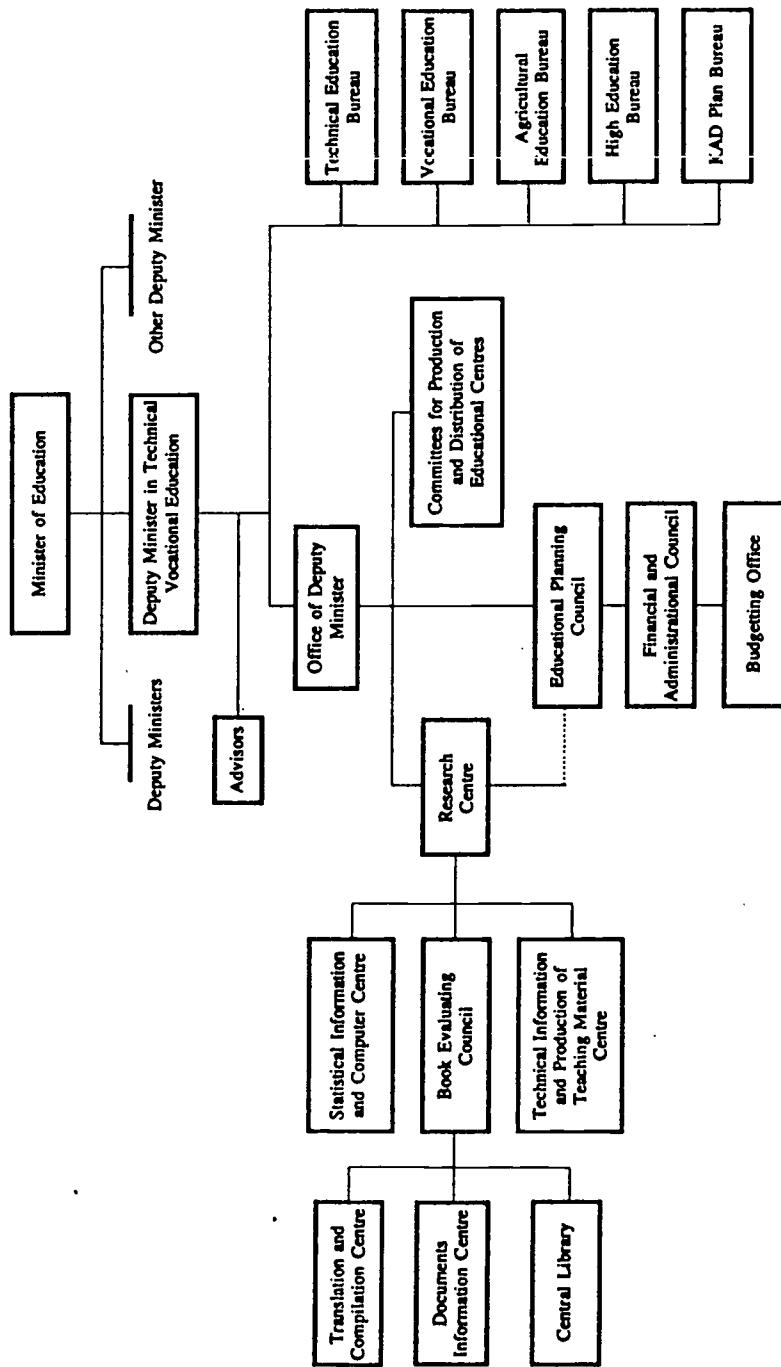 Minister of Education
Deputy Ministers
Other Deputy Minister
Deputy Minister in Technical
Vocational Education
Advisors
Office of Deputy
Minister
Technical Education
Bureau
Vocational Education
Bureau
Agricultural
Education Bureau
High Education
Bureau
KAD Plan Bureau
Research
Centre
Committees for Production
and Distribution of
Educational Centres
Educational Planning
Council
Financial and
Administrational Council
Budgetting Office
Statistical Information
and Computer Centre
Book Evaluating
Council
Technical Information
and Production of
Teaching Material
Centre
Translation and
Compilation Centre
Documents
Information Centre
Central Library